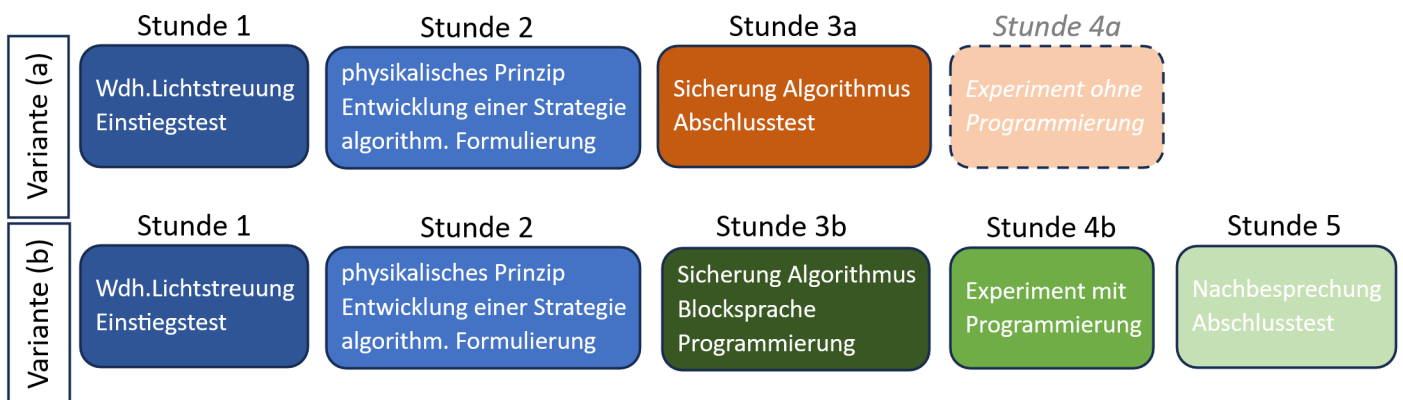 Variante (a)
Stunde 1
Wdh.Lichtstreuung
Einstiegstest
Stunde 2
physikalisches Prinzip
Entwicklung einer Strategie
algorithm. Formulierung
Stunde 3a
Sicherung Algorithmus
Abschlusstest
Stunde 4a
Experiment ohne
Programmierung
Variante (b)
Stunde 1
Wdh.Lichtstreuung
Einstiegstest
Stunde 2
physikalisches Prinzip
Entwicklung einer Strategie
algorithm. Formulierung
Stunde 3b
Sicherung Algorithmus
Blocksprache
Programmierung
Stunde 4b
Experiment mit
Programmierung
Stunde 5
Nachbesprechung
Abschlusstest